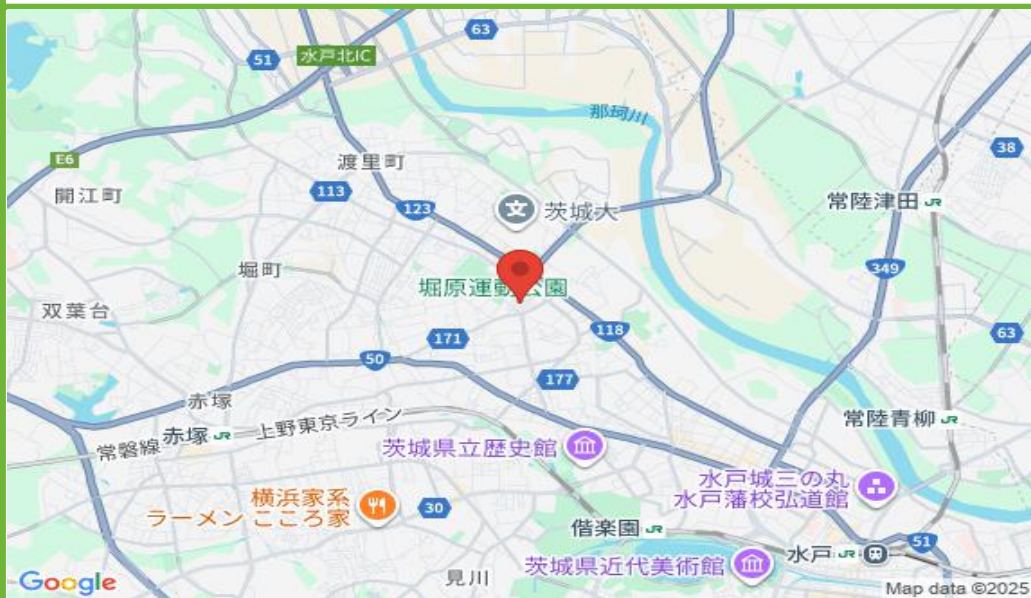 63
51
水戸北IC
那珂川
38
E6
渡里町
開江町
113
123
茨城大
常陸津田 JR
堀町
349
堀原運動公園
双葉台
118
63
171
50
177
赤塚
上野東京ライン
常磐線
赤塚 JR
常陸青柳 JR
茨城県立歴史館
水戸城三の丸
水戸藩校弘道館
横浜家系
ラーメン こころ家
30
偕楽園 JR
51
水戸 JR
茨城県近代美術館
見川
Google
Map data ©2025